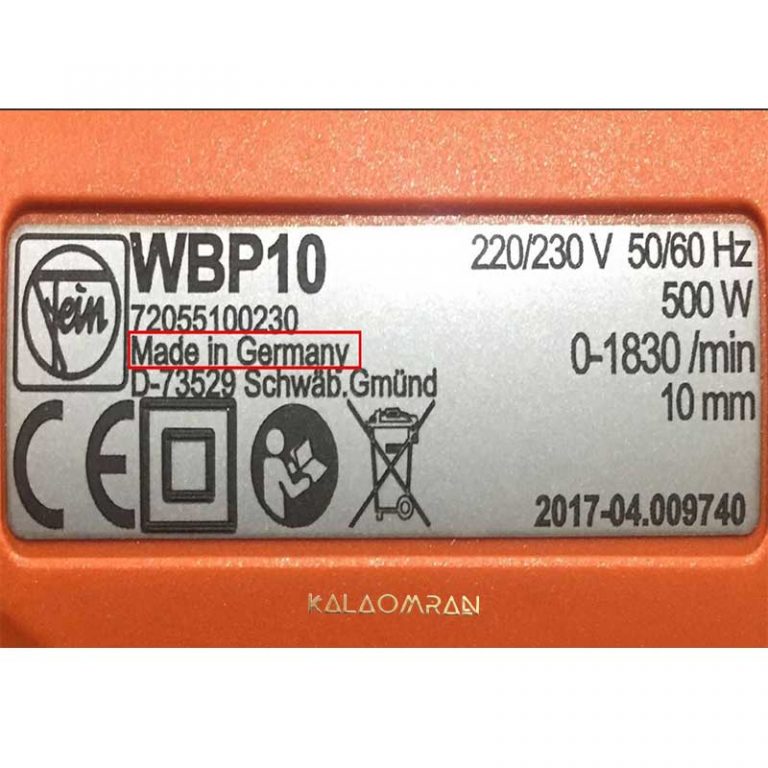 Fein
WBP10
72055100230
Made in Germany
D-73529 Schwäb.Gmünd
CE
220/230 V 50/60 Hz
500 W
0-1830 /min
10 mm
2017-04.009740
KALAOMRAN